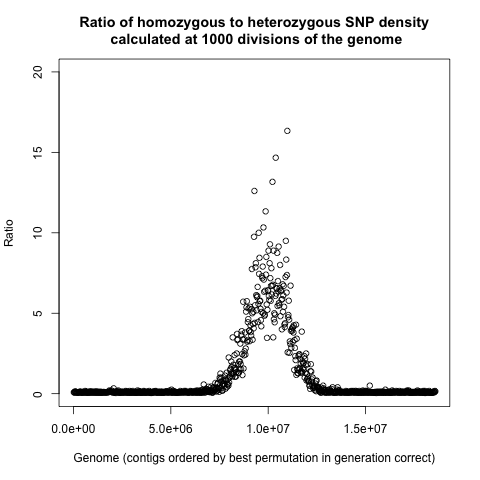 Ratio of homozygous to heterozygous SNP density
calculated at 1000 divisions of the genome
Ratio
20
15
10
5
0
0.0e+00 5.0e+06 1.0e+07 1.5e+07
Genome (contigs ordered by best permutation in generation correct)